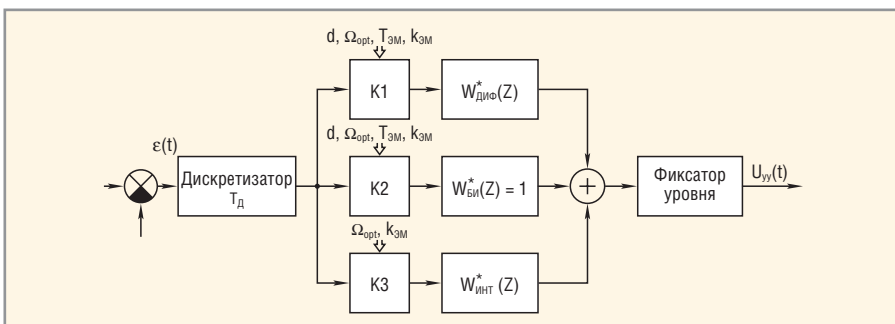 d, Ωopt, TЭМ, kЭМ
K1
W*ДИФ(Z)
d, Ωopt, TЭМ, kЭМ
ε(t)
Дискретизатор
TД
K2
W*БИ(Z) = 1
+
Фиксатор
уровня
Uуу(t)
Ωopt, kЭМ
K3
W*ИНТ (Z)